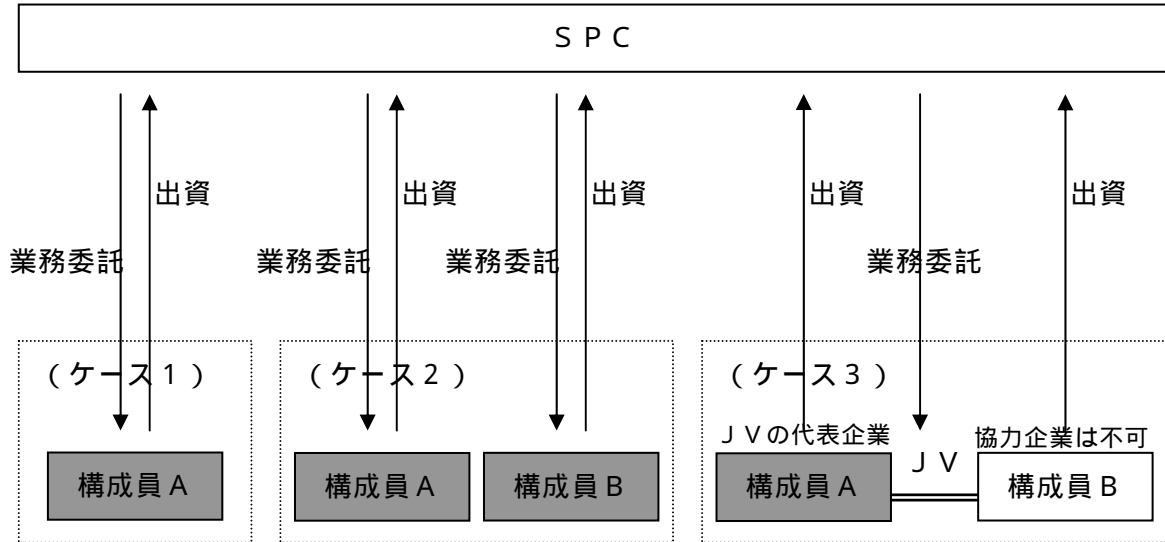 ＳＰＣ
出資
出資
出資
出資
出資
業務委託
業務委託
業務委託
業務委託
（ケース１）
（ケース２）
（ケース３）
ＪＶの代表企業
協力企業は不可
ＪＶ
構成員Ａ
構成員Ａ
構成員Ｂ
構成員Ａ
構成員Ｂ